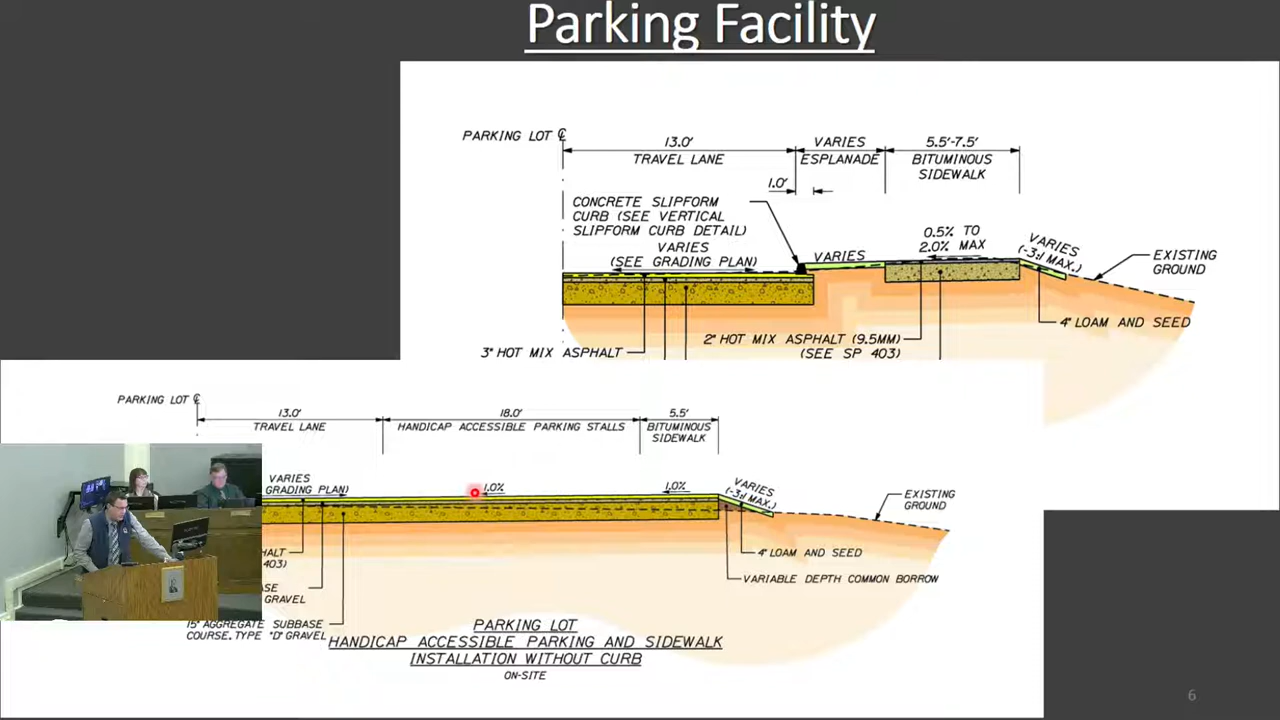 Parking Facility
PARKING LOT ℄
13.0'
TRAVEL LANE
VARIES
ESPLANADE
5.5'-7.5'
BITUMINOUS
SIDEWALK
1.0'
CONCRETE SLIPFORM
CURB (SEE VERTICAL
SLIPFORM CURB DETAIL)
VARIES
(SEE GRADING PLAN)
VARIES
0.5% TO
2.0% MAX
VARIES
(-3:1 MAX.)
EXISTING
GROUND
4" LOAM AND SEED
2" HOT MIX ASPHALT (9.5MM)
(SEE SP 403)
3" HOT MIX ASPHALT
PARKING LOT ℄
13.0'
TRAVEL LANE
18.0'
HANDICAP ACCESSIBLE PARKING STALLS
5.5'
BITUMINOUS
SIDEWALK
VARIES
GRADING PLAN)
1.0%
1.0%
VARIES
(-3:1 MAX.)
EXISTING
GROUND
4" LOAM AND SEED
VARIABLE DEPTH COMMON BORROW
HALT
403)
ASE
GRAVEL
15" AGGREGATE SUBBASE
COURSE, TYPE "D" GRAVEL
PARKING LOT
HANDICAP ACCESSIBLE PARKING AND SIDEWALK
INSTALLATION WITHOUT CURB
ON-SITE
6